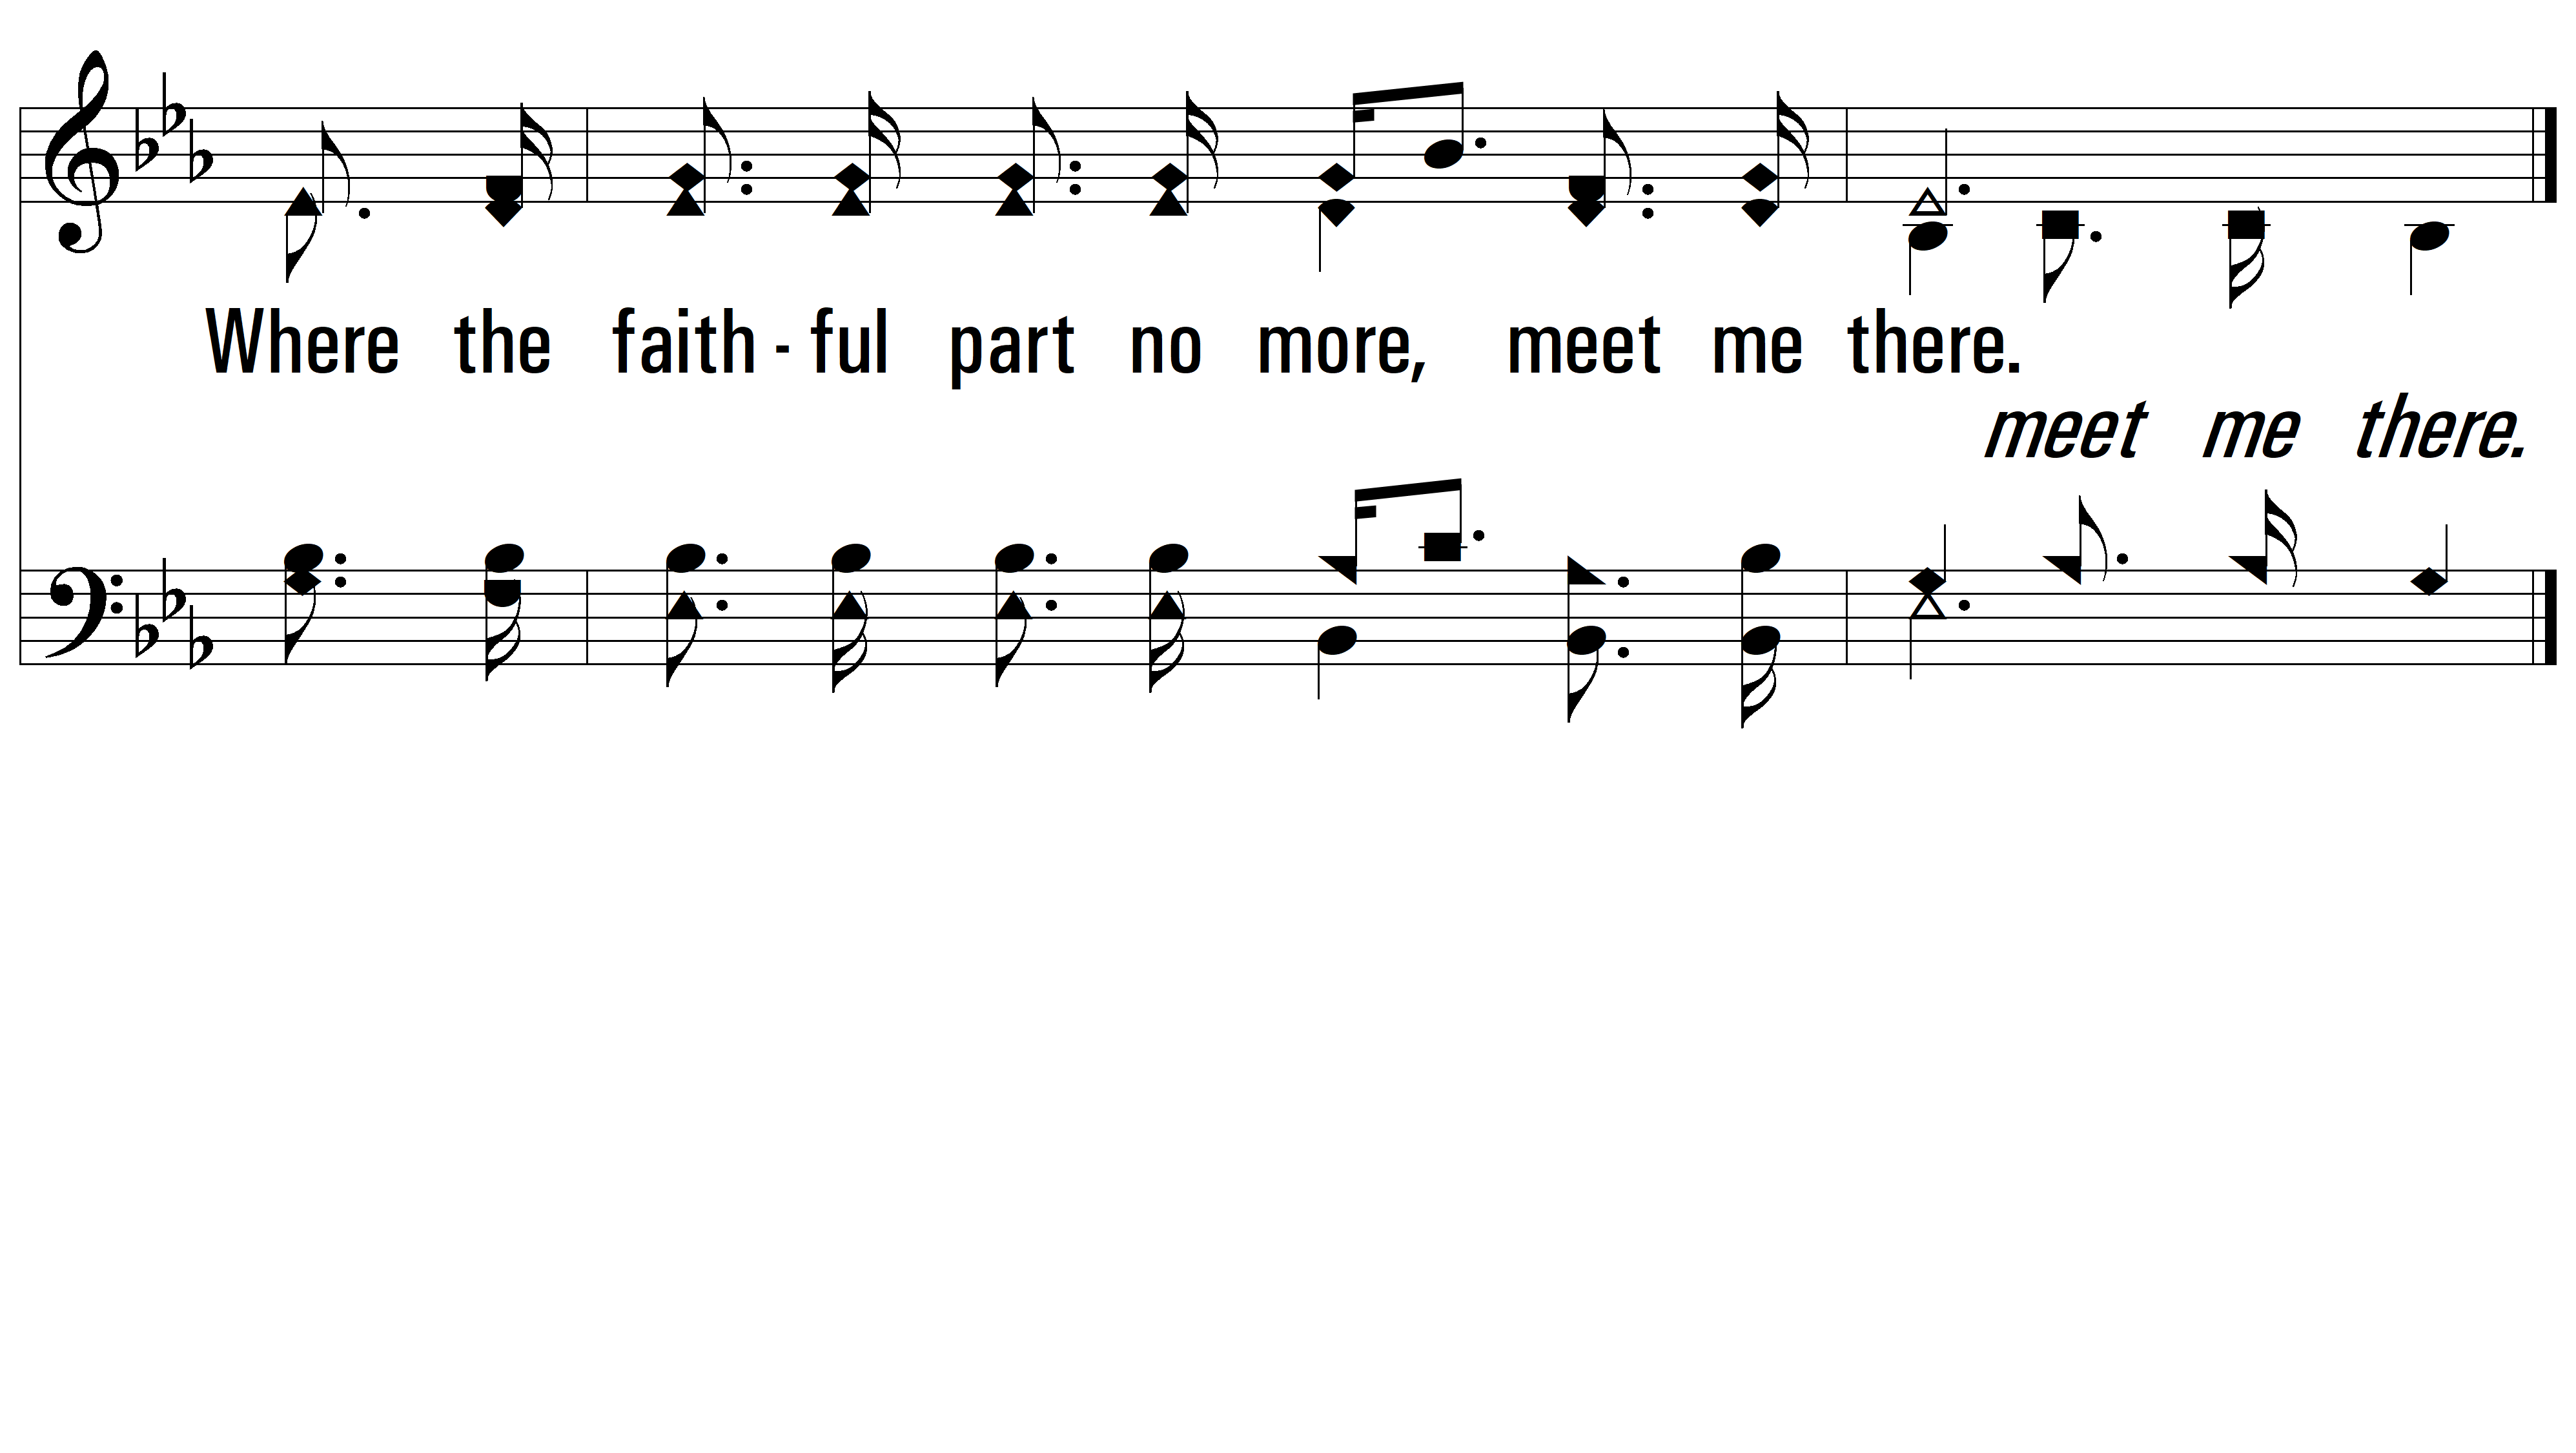 Where the faith - ful part no more, meet me there.
meet me there.